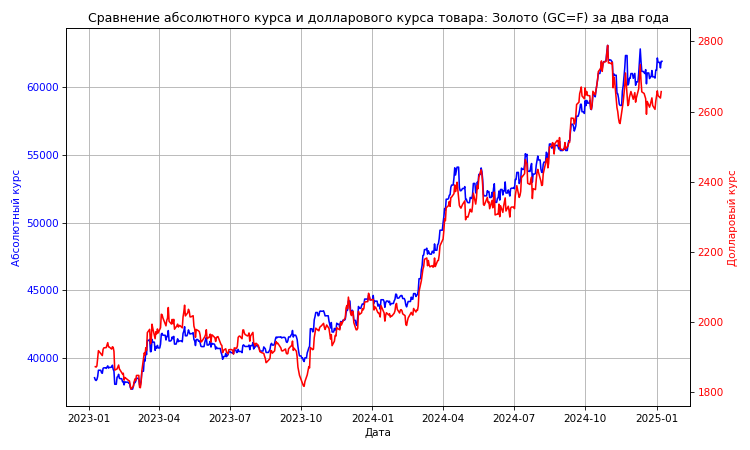 Сравнение абсолютного курса и долларового курса товара: Золото (GC=F) за два года
Абсолютный курс
60000
55000
50000
45000
40000
2800
2600
2400
2200
2000
1800
Долларовый курс
2023-01 2023-04 2023-07 2023-10 2024-01 2024-04 2024-07 2024-10 2025-01
Дата